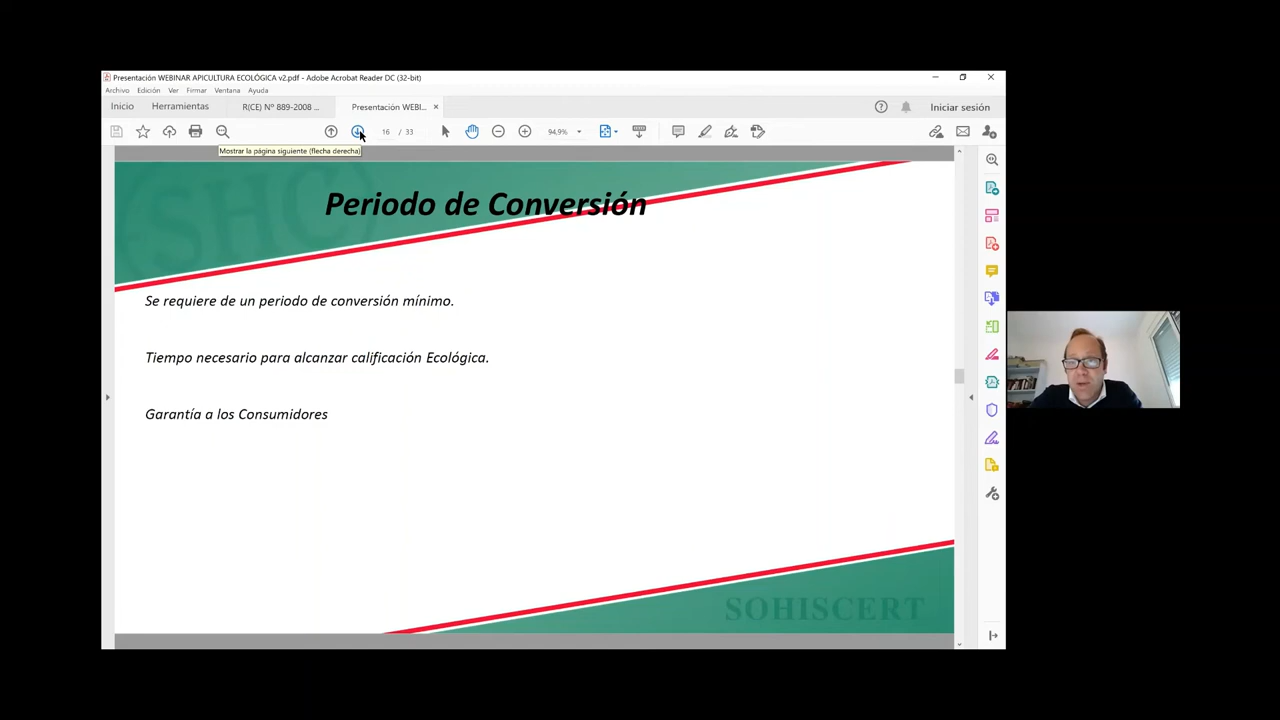 Presentación WEBINAR APICULTURA ECOLÓGICA v2.pdf - Adobe Acrobat Reader DC (32-bit)
Archivo Edición Ver Firmar Ventana Ayuda
Inicio Herramientas R(CE) Nº 889-2008 ... Presentación WEBI... × Iniciar sesión
16 / 33 94,9%
Mostrar la página siguiente (flecha derecha)
SHC
Periodo de Conversión
Se requiere de un periodo de conversión mínimo.
Tiempo necesario para alcanzar calificación Ecológica.
Garantía a los Consumidores
SOHISCERT